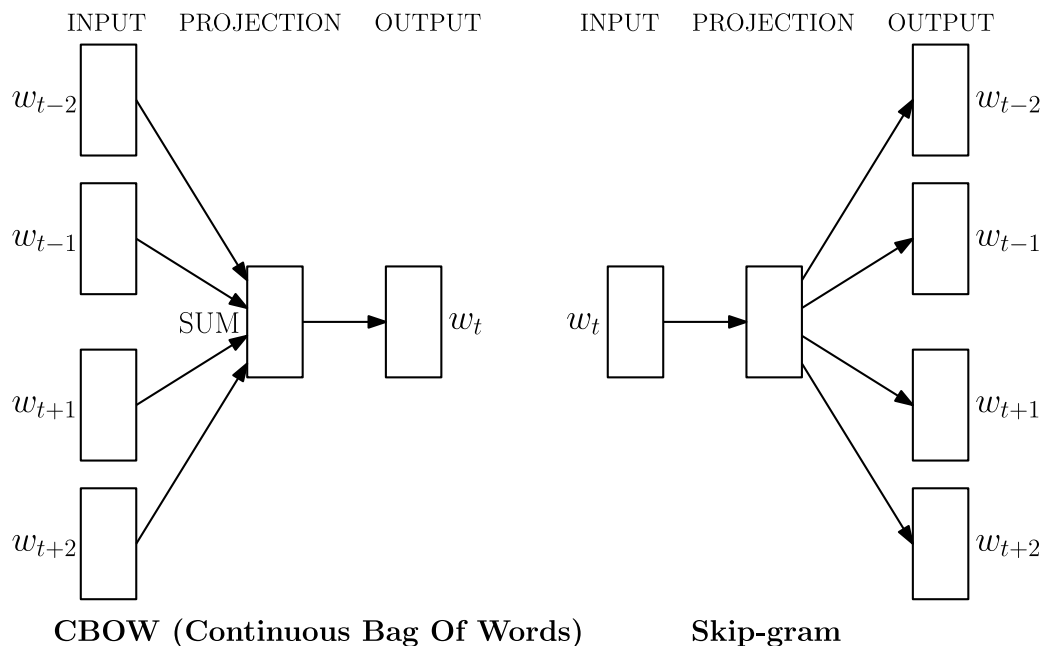 INPUT PROJECTION OUTPUT INPUT PROJECTION OUTPUT
w_{t-2} w_{t-2}
w_{t-1} w_{t-1}
SUM w_t w_t
w_{t+1} w_{t+1}
w_{t+2} w_{t+2}
CBOW (Continuous Bag Of Words) Skip-gram